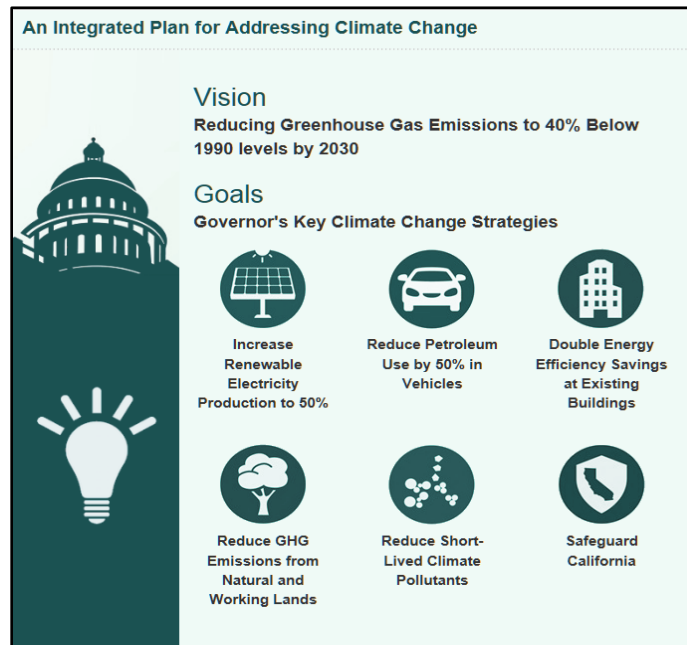 An Integrated Plan for Addressing Climate Change
Vision
Reducing Greenhouse Gas Emissions to 40% Below
1990 levels by 2030
Goals
Governor's Key Climate Change Strategies
Increase
Renewable
Electricity
Production to 50%
Reduce Petroleum
Use by 50% in
Vehicles
Double Energy
Efficiency Savings
at Existing
Buildings
Reduce GHG
Emissions from
Natural and
Working Lands
Reduce Short-
Lived Climate
Pollutants
Safeguard
California